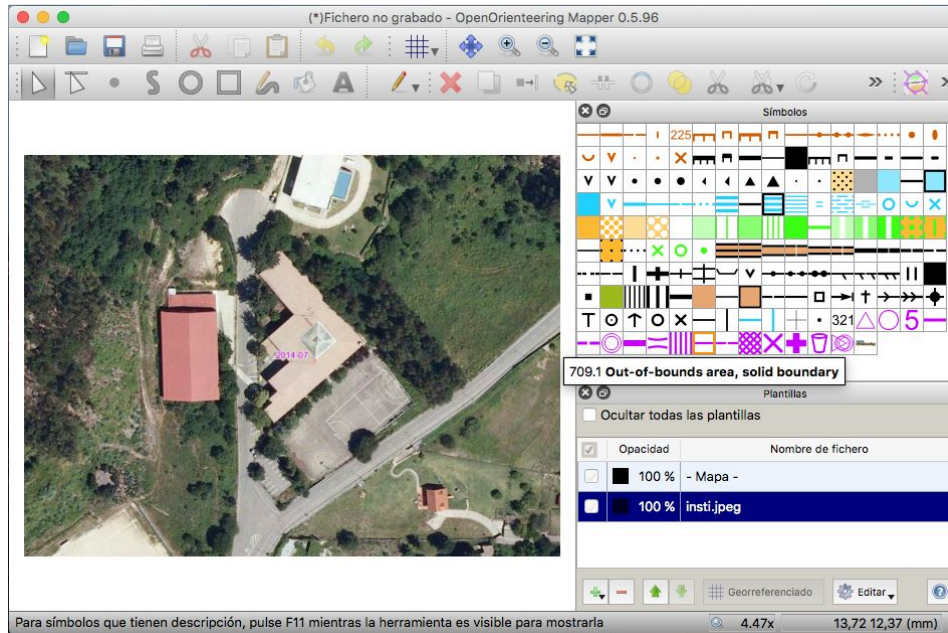 (*)Fichero no grabado - OpenOrienteering Mapper 0.5.96
A
»
Símbolos
225
321
5
2014-07
709.1 Out-of-bounds area, solid boundary
Plantillas
Ocultar todas las plantillas
Opacidad Nombre de fichero
100 % - Mapa -
100 % insti.jpeg
Georreferenciado Editar
Para símbolos que tienen descripción, pulse F11 mientras la herramienta es visible para mostrarla 4.47x 13,72 12,37 (mm)